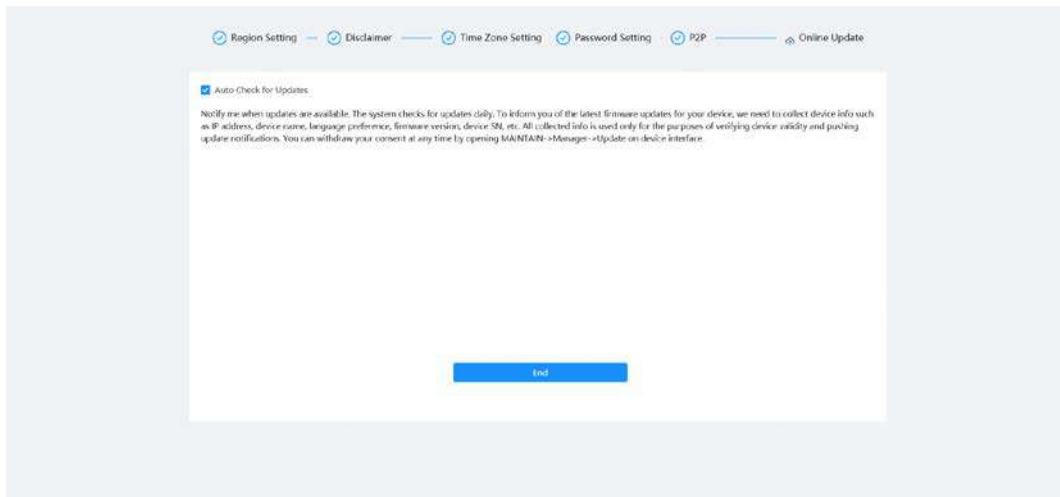 Region Setting Disclaimer Time Zone Setting Password Setting P2P Online Update
Auto Check for Updates
Notify me when updates are available. The system checks for updates daily. To inform you of the latest firmware updates for your device, we need to collect device info such
as IP address, device name, language preference, firmware version, device SN, etc. All collected info is used only for the purposes of verifying device validity and pushing
update notifications. You can withdraw your consent at any time by opening MAINTAIN->Manager->Update on device interface.
End